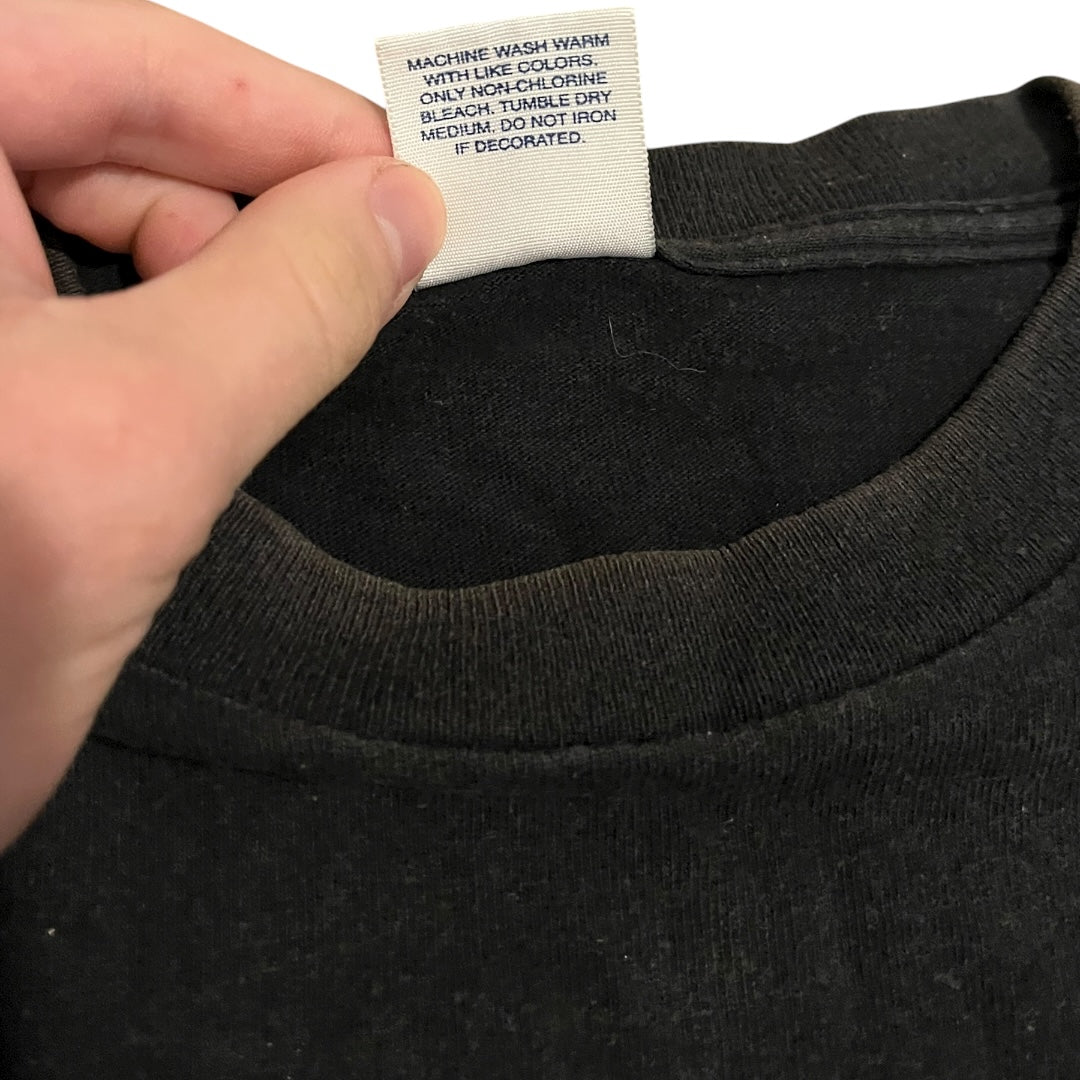 MACHINE WASH WARM
WITH LIKE COLORS.
ONLY NON-CHLORINE
BLEACH. TUMBLE DRY
MEDIUM. DO NOT IRON
IF DECORATED.